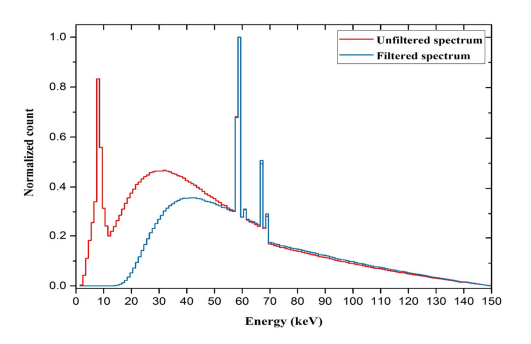 Unfiltered spectrum
Filtered spectrum
1.0
0.8
0.6
0.4
0.2
0.0
Normalized count
0 10 20 30 40 50 60 70 80 90 100 110 120 130 140 150
Energy (keV)